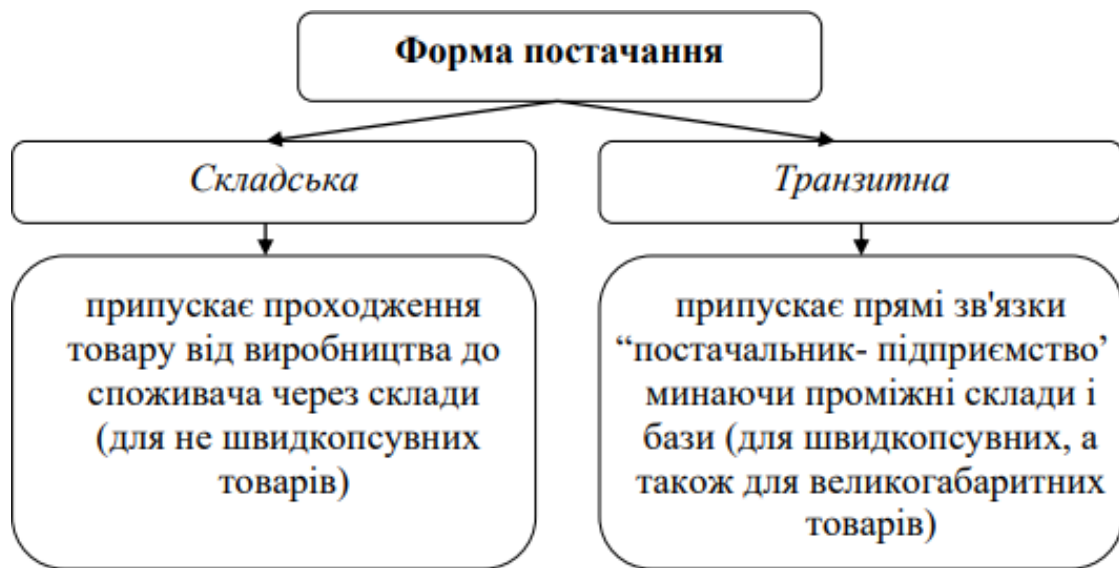 Форма постачання
Складська
Транзитна
припускає проходження
товару від виробництва до
споживача через склади
(для не швидкопсувних
товарів)
припускає прямі зв'язки
“постачальник- підприємство’
минаючи проміжні склади і
бази (для швидкопсувних, а
також для великогабаритних
товарів)